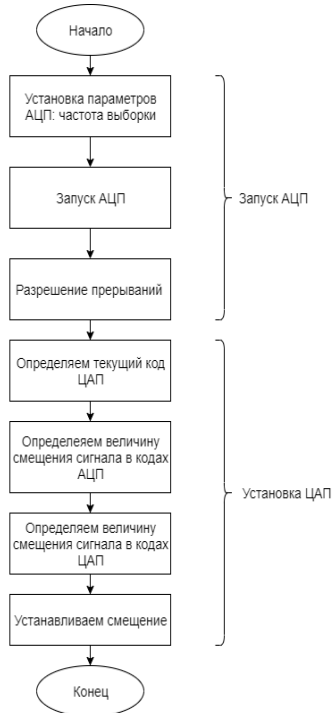 Начало
Установка параметров
АЦП: частота выборки
Запуск АЦП
Разрешение прерываний
Запуск АЦП
Определяем текущий код
ЦАП
Определеяем величину
смещения сигнала в кодах
АЦП
Определяем величину
смещения сигнала в кодах
ЦАП
Устанавливаем смещение
Установка ЦАП
Конец